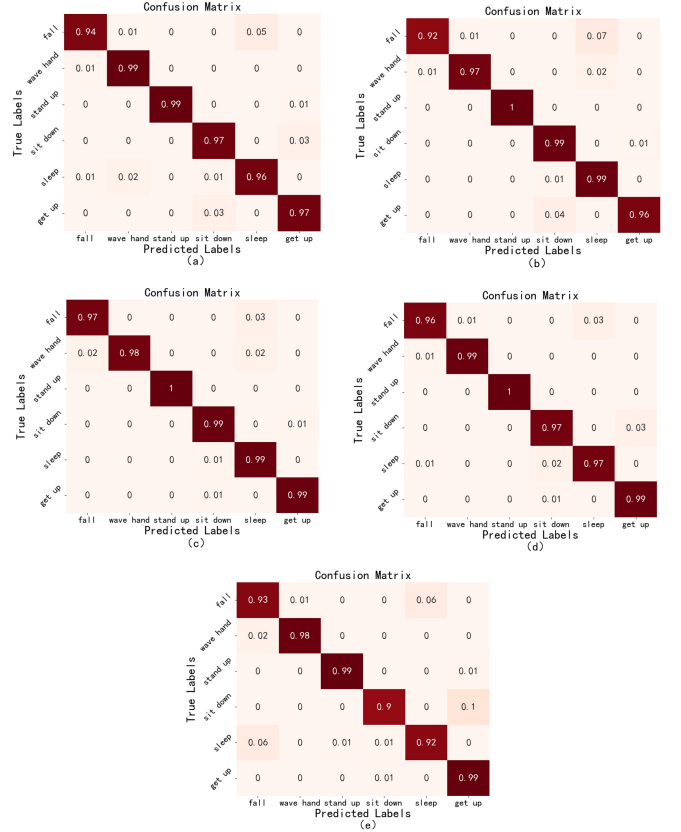 Confusion Matrix
fall 0.94 0.01 0 0 0.05 0
wave hand 0.01 0.99 0 0 0 0
stand up 0 0 0.99 0 0 0.01
sit down 0 0 0 0.97 0 0.03
sleep 0.01 0.02 0 0.01 0.96 0
get up 0 0 0 0.03 0 0.97
True Labels
fall wave hand stand up sit down sleep get up
Predicted Labels
(a)
Confusion Matrix
fall 0.92 0.01 0 0 0.07 0
wave hand 0.01 0.97 0 0 0.02 0
stand up 0 0 1 0 0 0
sit down 0 0 0 0.99 0 0.01
sleep 0 0 0 0.01 0.99 0
get up 0 0 0 0.04 0 0.96
True Labels
fall wave hand stand up sit down sleep get up
Predicted Labels
(b)
Confusion Matrix
fall 0.97 0 0 0 0.03 0
wave hand 0.02 0.98 0 0 0.02 0
stand up 0 0 1 0 0 0
sit down 0 0 0 0.99 0 0.01
sleep 0 0 0 0.01 0.99 0
get up 0 0 0 0.01 0 0.99
True Labels
fall wave hand stand up sit down sleep get up
Predicted Labels
(c)
Confusion Matrix
fall 0.96 0.01 0 0 0.03 0
wave hand 0.01 0.99 0 0 0 0
stand up 0 0 1 0 0 0
sit down 0 0 0 0.97 0 0.03
sleep 0.01 0 0 0.02 0.97 0
get up 0 0 0 0.01 0 0.99
True Labels
fall wave hand stand up sit down sleep get up
Predicted Labels
(d)
Confusion Matrix
fall 0.93 0.01 0 0 0.06 0
wave hand 0.02 0.98 0 0 0 0
stand up 0 0 0.99 0 0 0.01
sit down 0 0 0 0.9 0 0.1
sleep 0.06 0 0.01 0.01 0.92 0
get up 0 0 0 0.01 0 0.99
True Labels
fall wave hand stand up sit down sleep get up
Predicted Labels
(e)